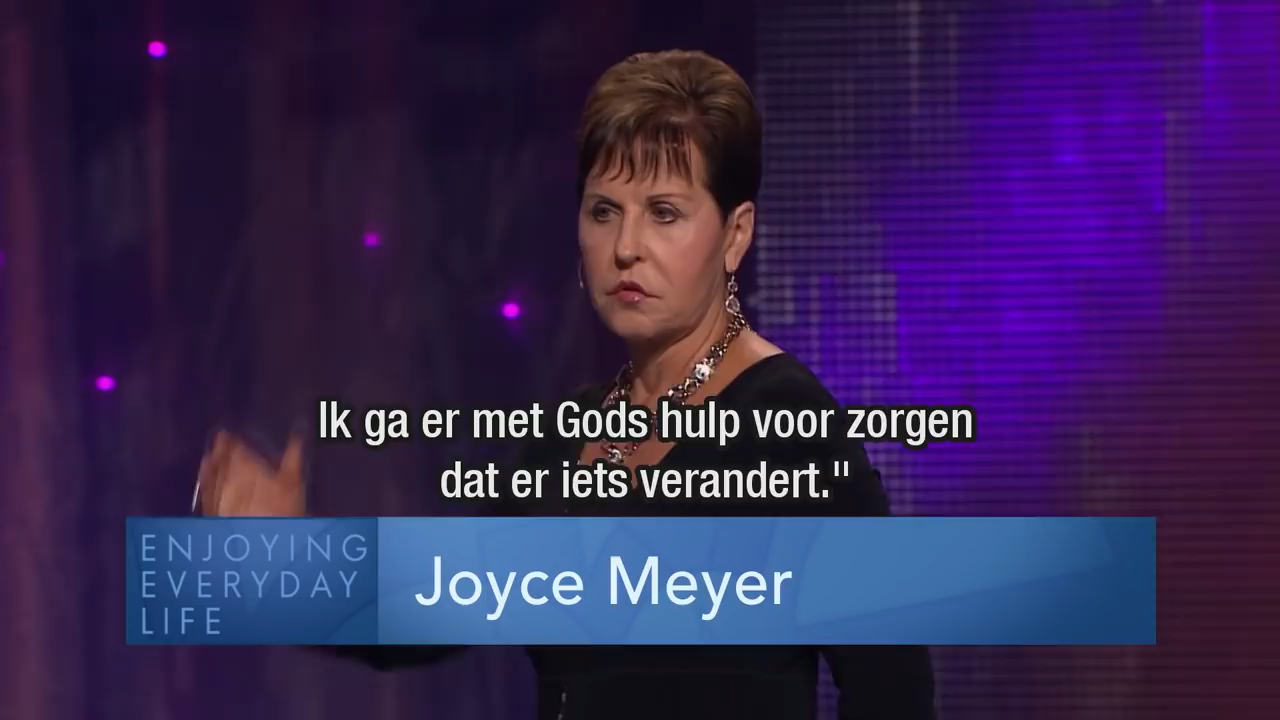 Ik ga er met Gods hulp voor zorgen
dat er iets verandert."
ENJOYING
EVERYDAY
LIFE
Joyce Meyer